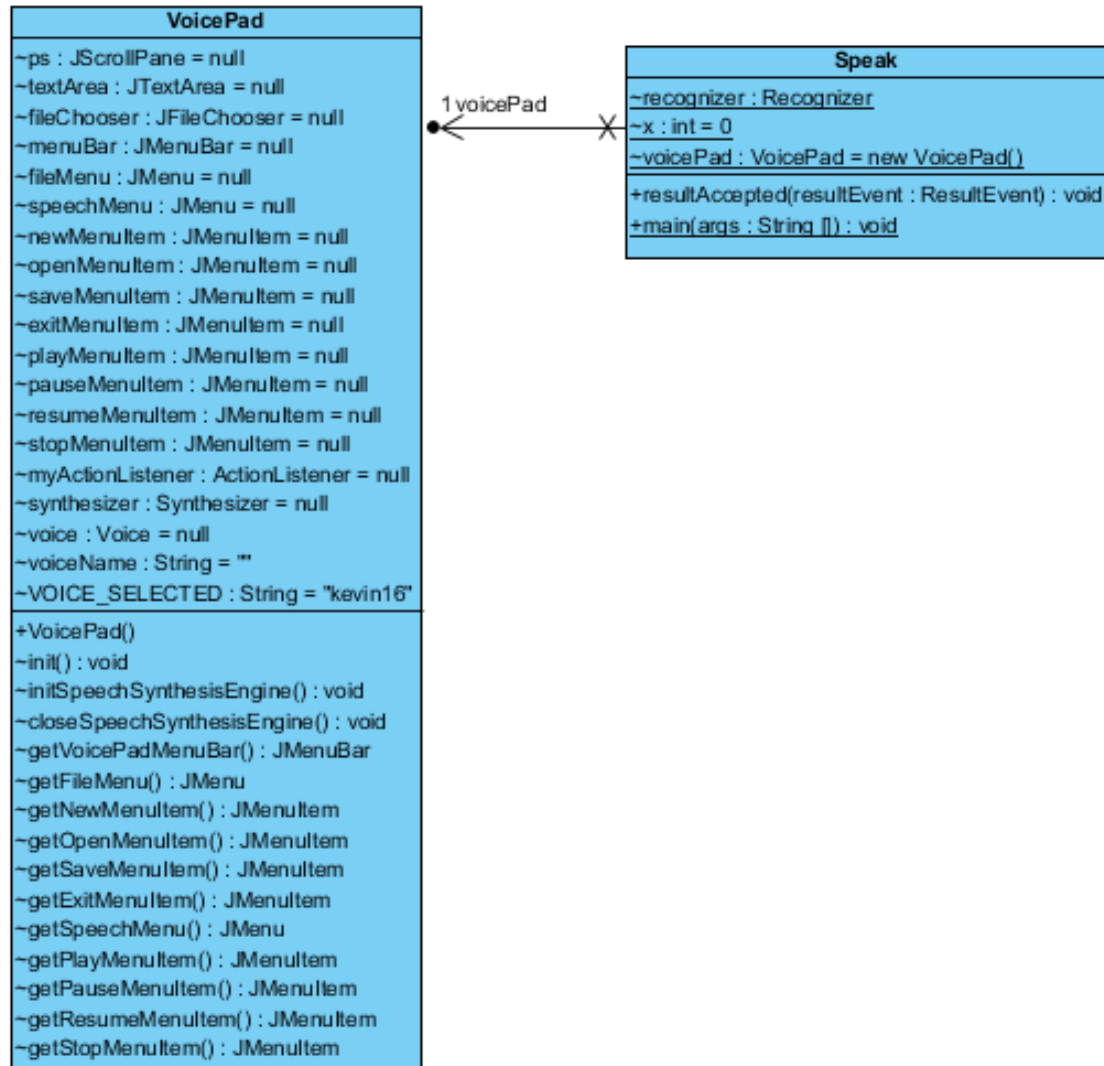 VoicePad
~ps : JScrollPane = null
~textArea : JTextArea = null
~fileChooser : JFileChooser = null
~menuBar : JMenuBar = null
~fileMenu : JMenu = null
~speechMenu : JMenu = null
~newMenuItem : JMenuItem = null
~openMenuItem : JMenuItem = null
~saveMenuItem : JMenuItem = null
~exitMenuItem : JMenuItem = null
~playMenuItem : JMenuItem = null
~pauseMenuItem : JMenuItem = null
~resumeMenuItem : JMenuItem = null
~stopMenuItem : JMenuItem = null
~myActionListener : ActionListener = null
~synthesizer : Synthesizer = null
~voice : Voice = null
~voiceName : String = ""
~VOICE_SELECTED : String = "kevin16"
+VoicePad()
~init() : void
~initSpeechSynthesisEngine() : void
~closeSpeechSynthesisEngine() : void
~getVoicePadMenuBar() : JMenuBar
~getFileMenu() : JMenu
~getNewMenuItem() : JMenuItem
~getOpenMenuItem() : JMenuItem
~getSaveMenuItem() : JMenuItem
~getExitMenuItem() : JMenuItem
~getSpeechMenu() : JMenu
~getPlayMenuItem() : JMenuItem
~getPauseMenuItem() : JMenuItem
~getResumeMenuItem() : JMenuItem
~getStopMenuItem() : JMenuItem
1 voicePad
Speak
~recognizer : Recognizer
~x : int = 0
~voicePad : VoicePad = new VoicePad()
+resultAccepted(resultEvent : ResultEvent) : void
+main(args : String []) : void